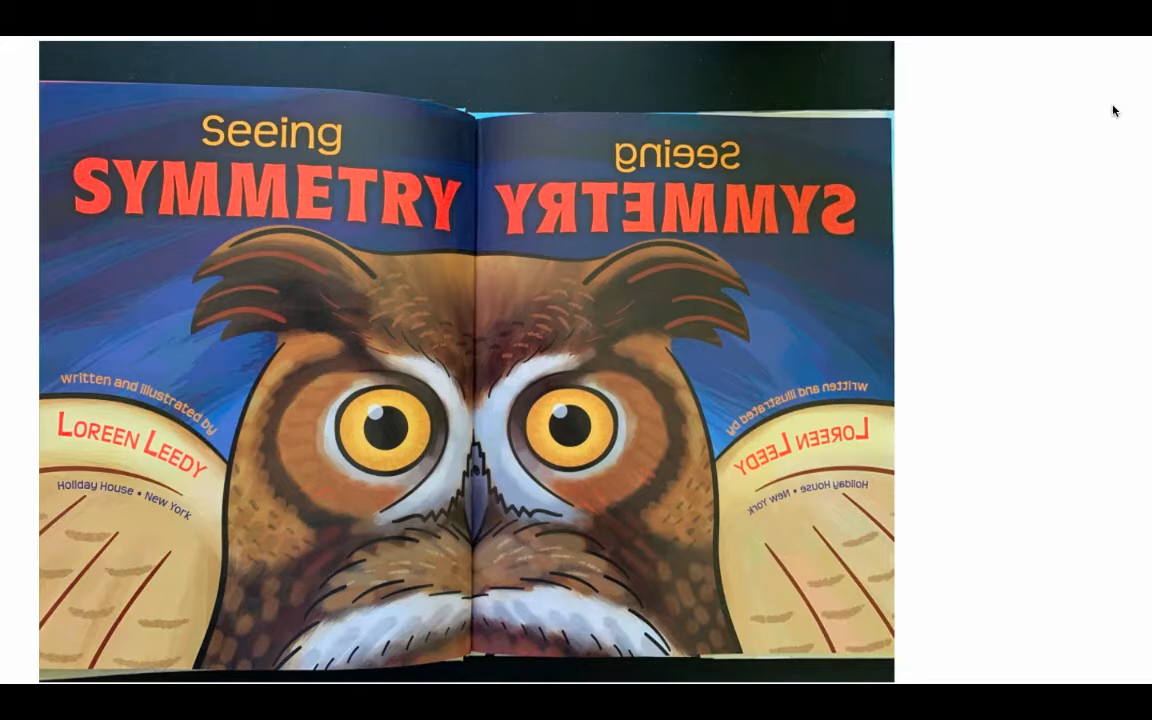 Seeing
SYMMETRY
written and illustrated by
LOREEN LEEDY
Holiday House • New York
Seeing
SYMMETRY
written and illustrated by
LOREEN LEEDY
Holiday House • New York